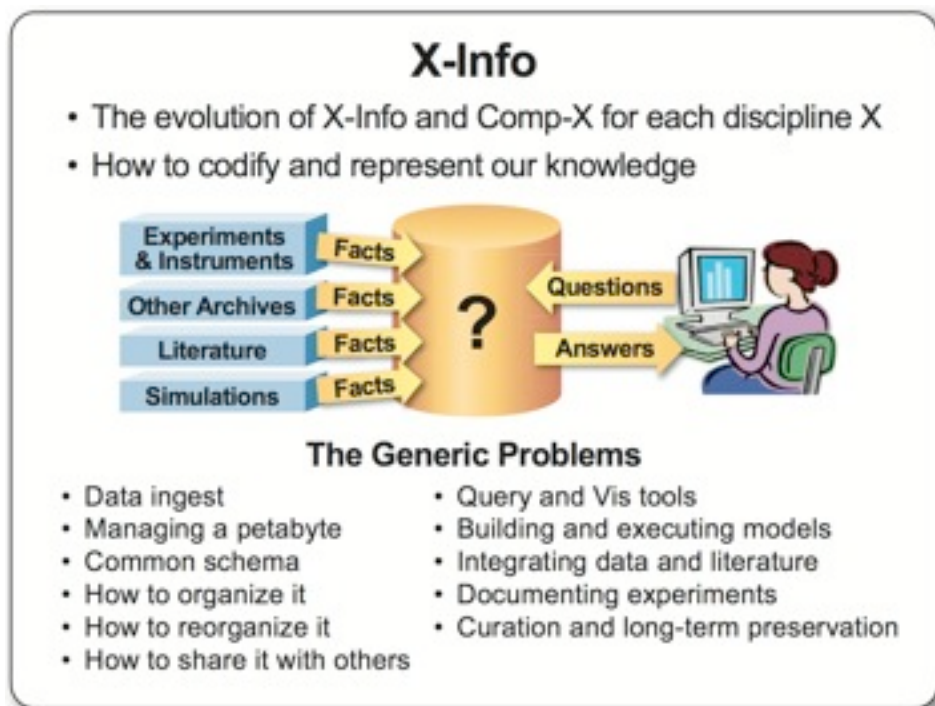 X-Info
• The evolution of X-Info and Comp-X for each discipline X
• How to codify and represent our knowledge
Experiments
& Instruments
Facts
Other Archives
Facts
Literature
Facts
Simulations
Facts
?
Questions
Answers
The Generic Problems
• Data ingest
• Managing a petabyte
• Common schema
• How to organize it
• How to reorganize it
• How to share it with others
• Query and Vis tools
• Building and executing models
• Integrating data and literature
• Documenting experiments
• Curation and long-term preservation